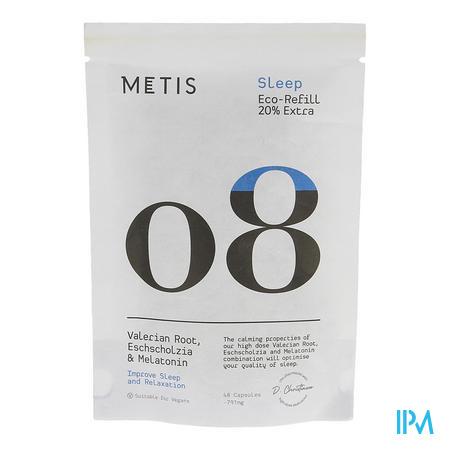 METIS
Sleep
Eco-Refill
20% Extra
08
Valerian Root,
Eschscholzia
& Melatonin
Improve Sleep
and Relaxation
Suitable for Vegans
The calming properties of
our high dose Valerian Root,
Eschscholzia and Melatonin
combination will optimise
your quality of sleep.
48 Capsules
-791mg
IPM